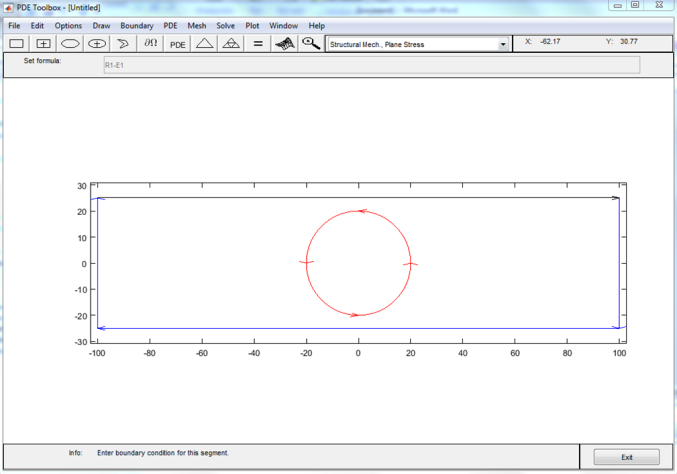 PDE Toolbox - [Untitled]
File Edit Options Draw Boundary PDE Mesh Solve Plot Window Help
∂Ω PDE = Structural Mech., Plane Stress X: -62.17 Y: 30.77
Set formula: R1-E1
30
20
10
0
-10
-20
-30
-100 -80 -60 -40 -20 0 20 40 60 80 100
Info: Enter boundary condition for this segment. Exit